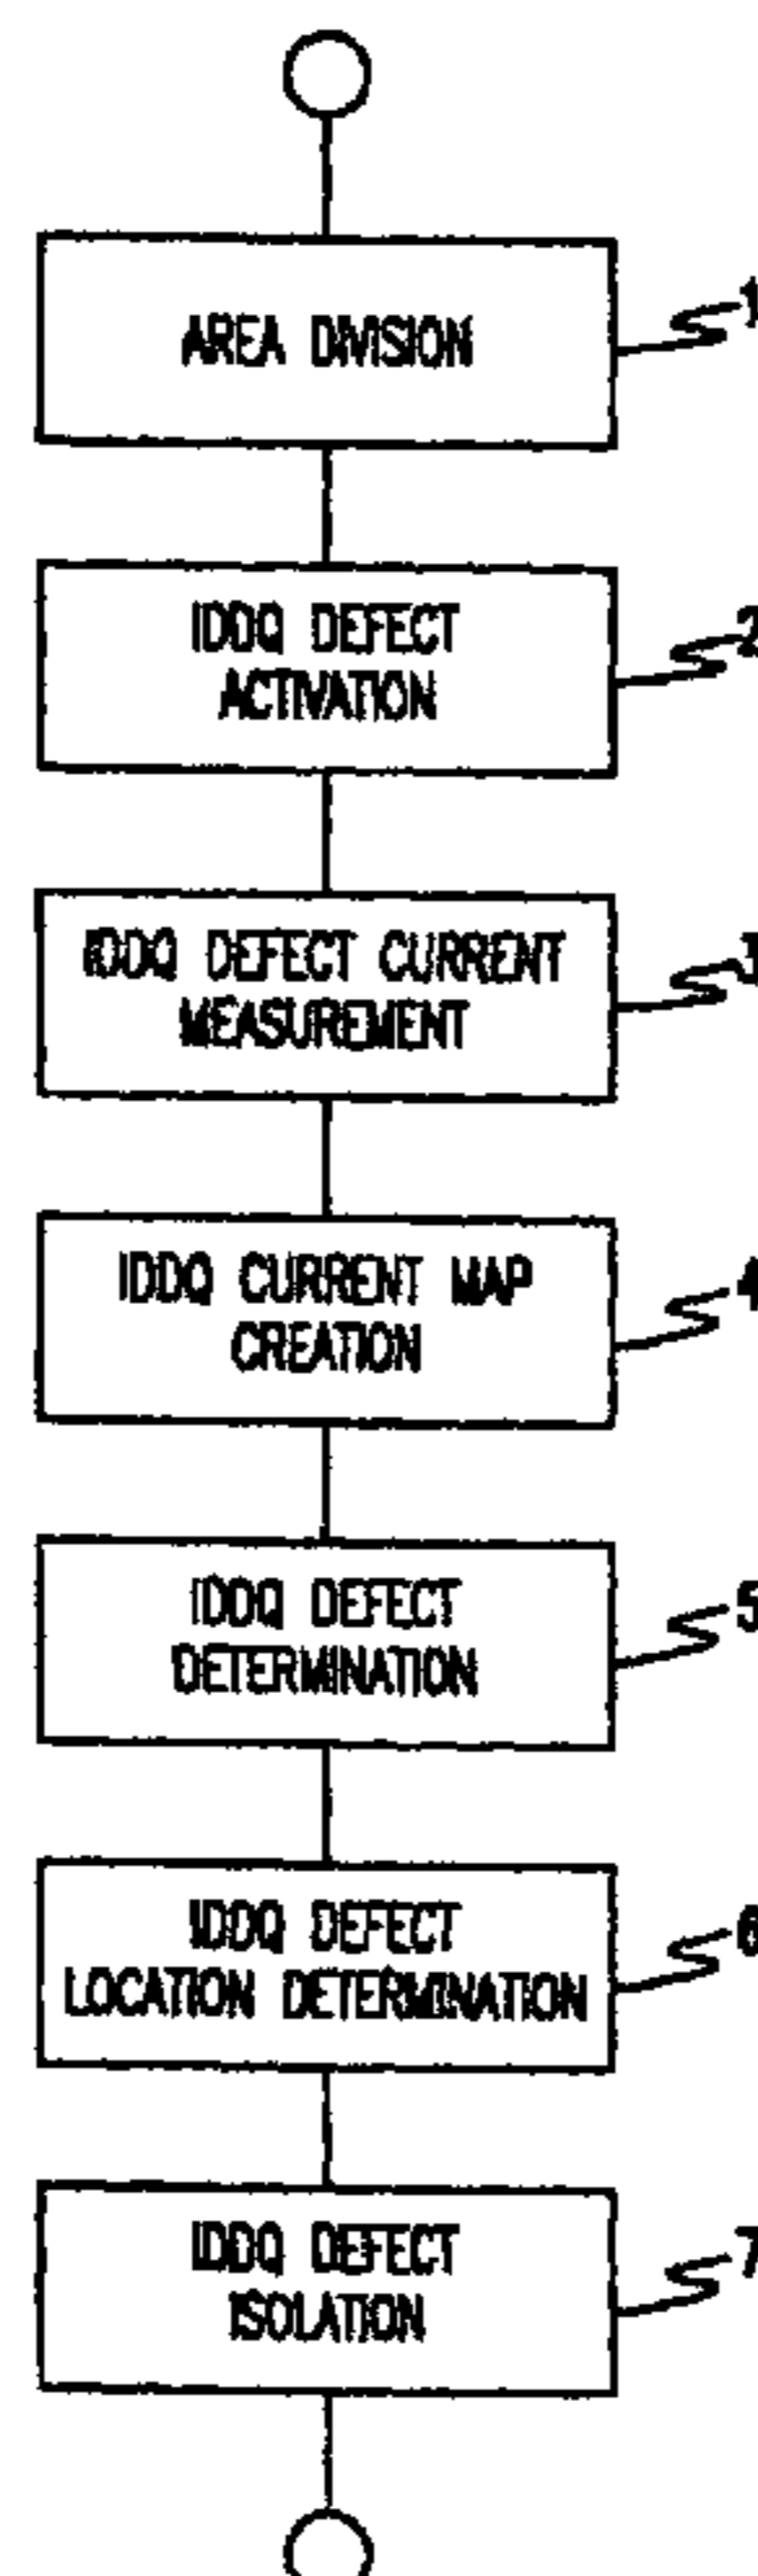 AREA DIVISION
1
IDDQ DEFECT
ACTIVATION
2
IDDQ DEFECT CURRENT
MEASUREMENT
3
IDDQ CURRENT MAP
CREATION
4
IDDQ DEFECT
DETERMINATION
5
IDDQ DEFECT
LOCATION DETERMINATION
6
IDDQ DEFECT
ISOLATION
7